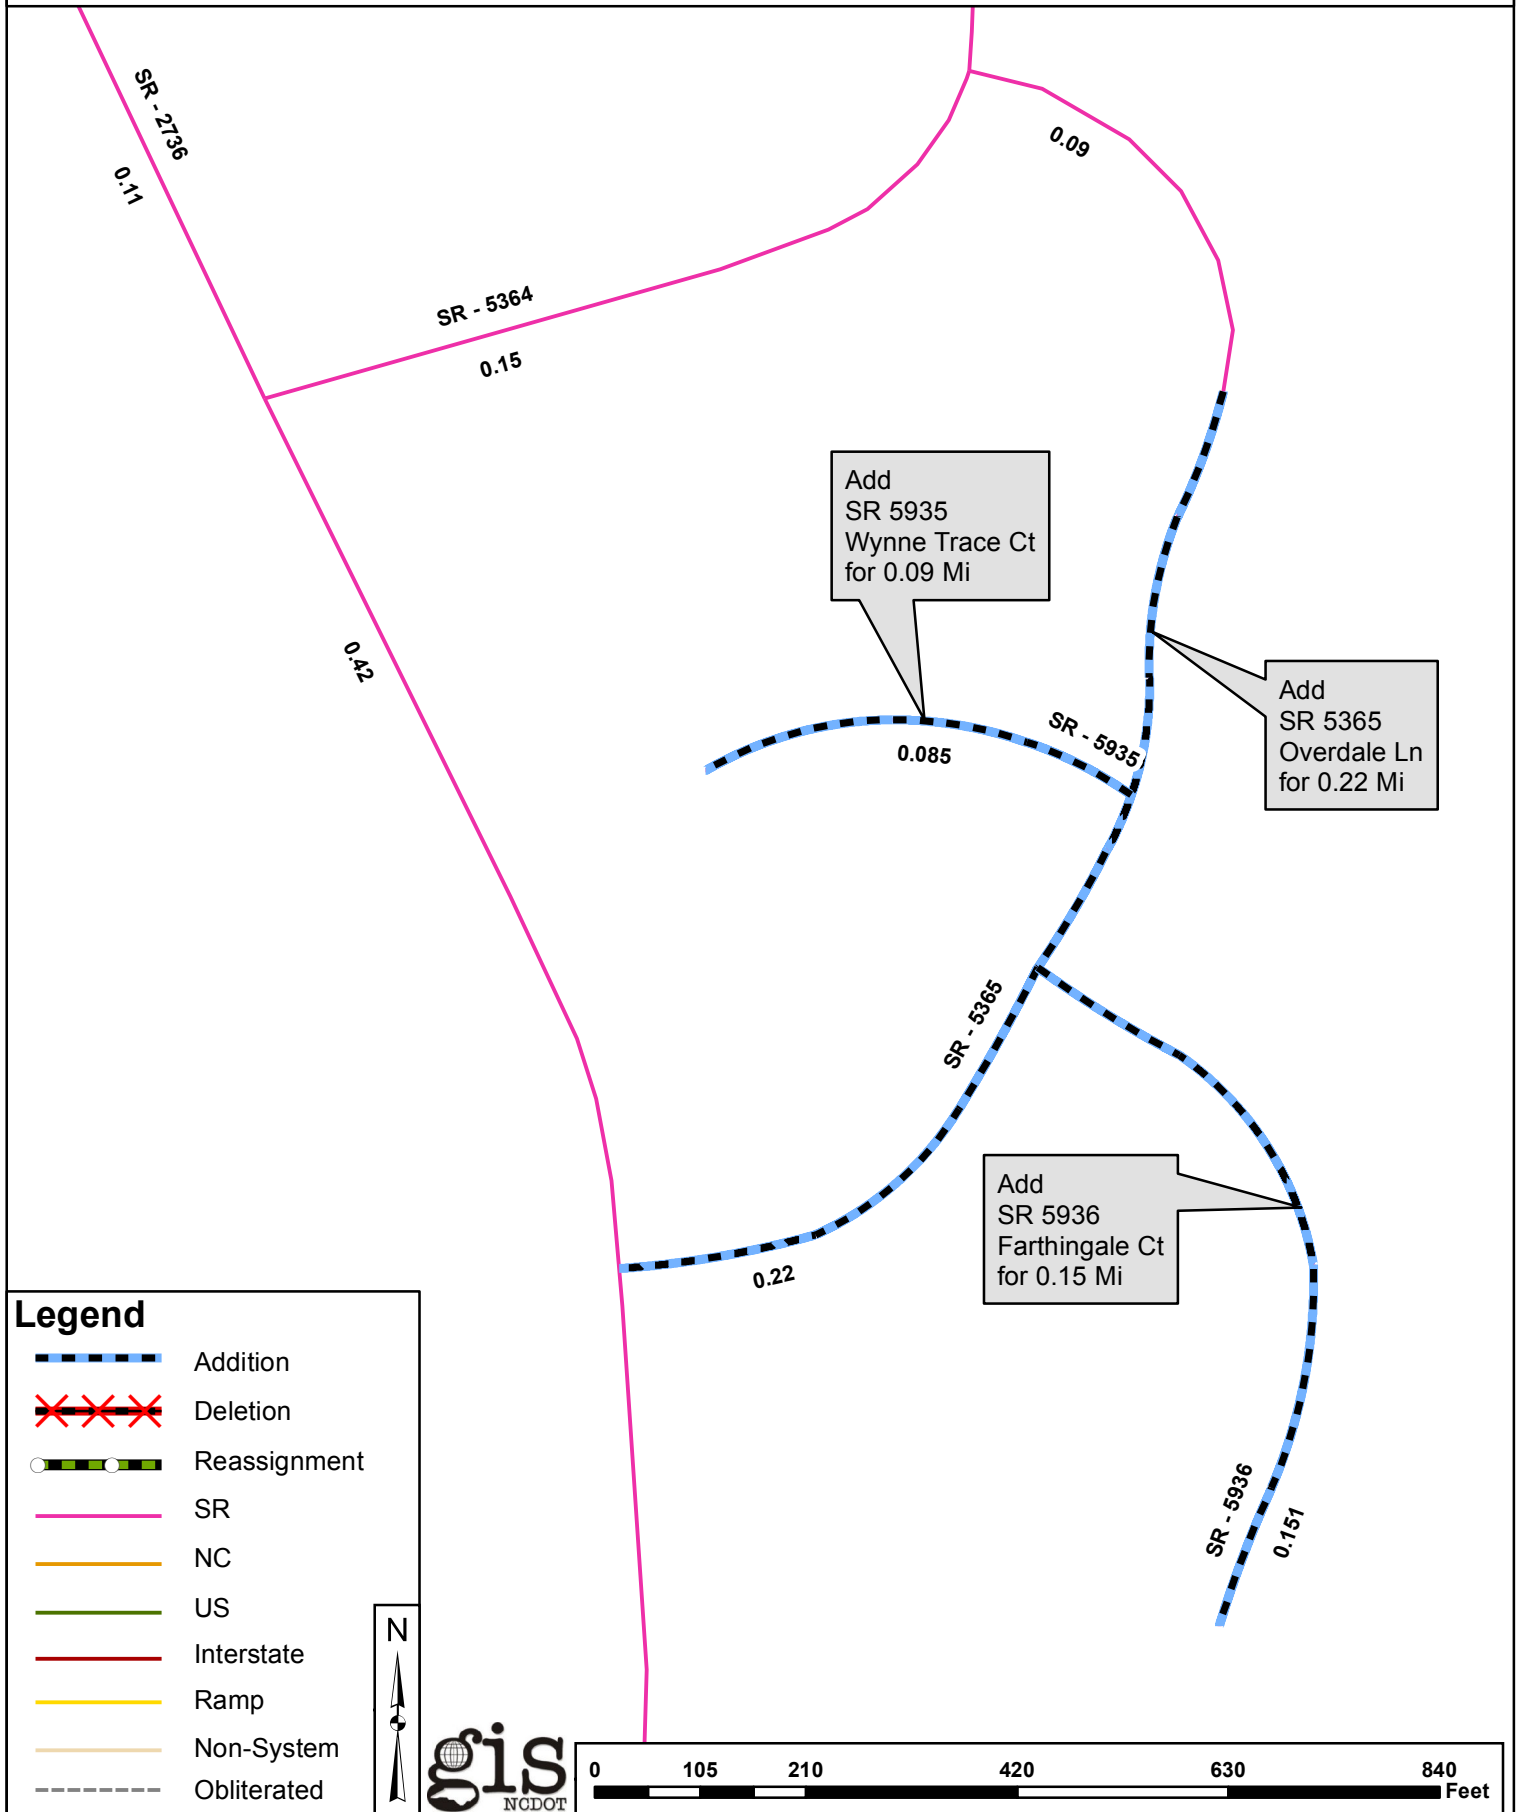 SR - 2736
0.11
0.09
SR - 5364
0.15
Add
SR 5935
Wynne Trace Ct
for 0.09 Mi
0.42
Add
SR 5365
Overdale Ln
for 0.22 Mi
SR - 5935
0.085
SR - 5365
Add
SR 5936
Farthingale Ct
for 0.15 Mi
0.22
SR - 5936
0.151
Legend
Addition
Deletion
Reassignment
SR
NC
US
Interstate
Ramp
Non-System
Obliterated
N
gis
NCDOT
0 105 210 420 630 840
Feet